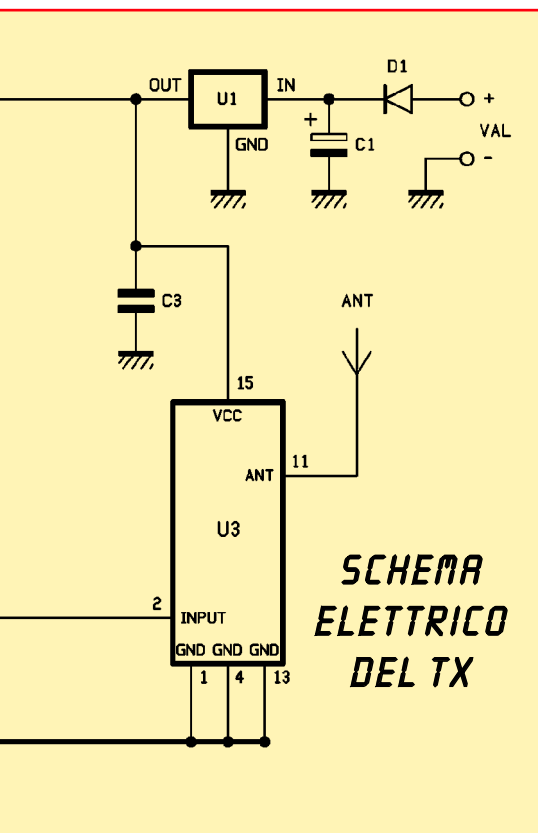 D1
OUT U1 IN +
+ GND C1 VAL
-
C3 ANT
15
VCC
ANT 11
U3
SCHEMA
ELETTRICO
DEL TX
2 INPUT
GND GND GND
1 4 13